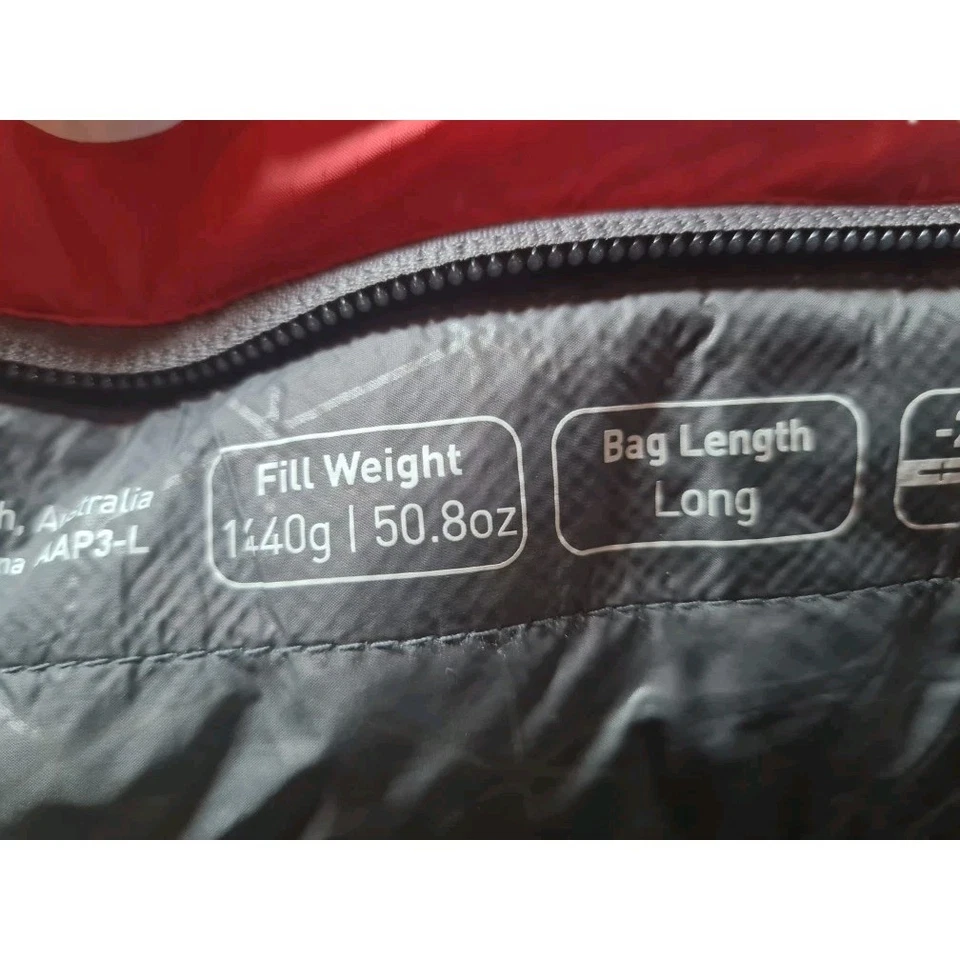 Australia
AAP3-L
Fill Weight
1440g | 50.8oz
Bag Length
Long